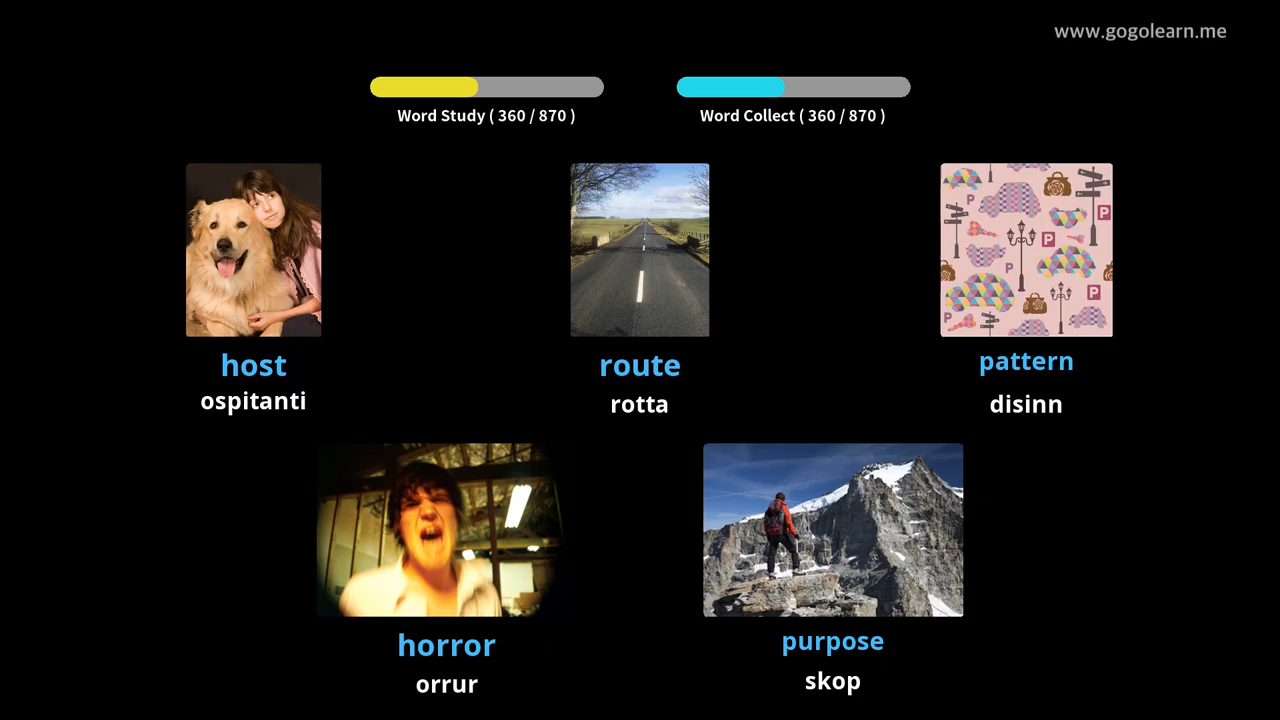 www.gogolearn.me
Word Study ( 360 / 870 )
Word Collect ( 360 / 870 )
P
P
P
P
P
P
host
route
pattern
ospitanti
rotta
disinn
horror
purpose
orrur
skop